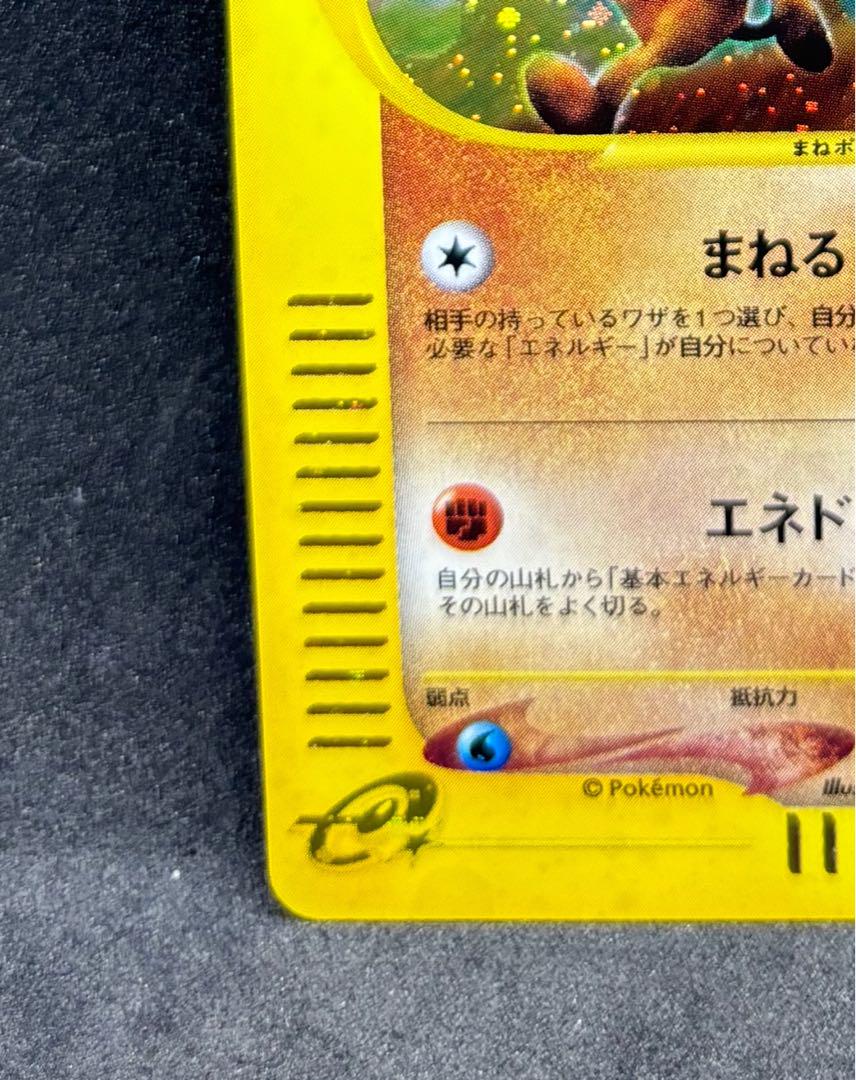 まねポ
まねる
相手の持っているワザを1つ選び、自分
必要な「エネルギー」が自分についていな
エネド
自分の山札から「基本エネルギーカード
その山札をよく切る。
弱点 抵抗力
© Pokémon Illus
e